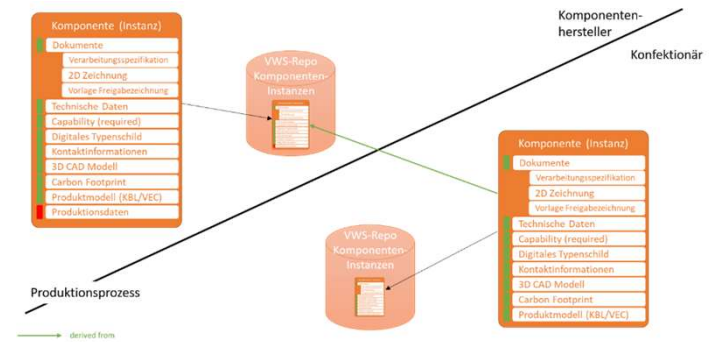 Komponente (Instanz)
Dokumente
Verarbeitungsspezifikation
2D Zeichnung
Vorlage Freigabezeichnung
Technische Daten
Capability (required)
Digitales Typenschild
Kontaktinformationen
3D CAD Modell
Carbon Footprint
Produktmodell (KBL/VEC)
Produktionsdaten
VWS-Repo
Komponenten-
Instanzen
Komponenten-
hersteller
Konfektionär
Komponente (Instanz)
Dokumente
Verarbeitungsspezifikation
2D Zeichnung
Vorlage Freigabezeichnung
Technische Daten
Capability (required)
Digitales Typenschild
Kontaktinformationen
3D CAD Modell
Carbon Footprint
Produktmodell (KBL/VEC)
VWS-Repo
Komponenten-
Instanzen
Produktionsprozess
derived from